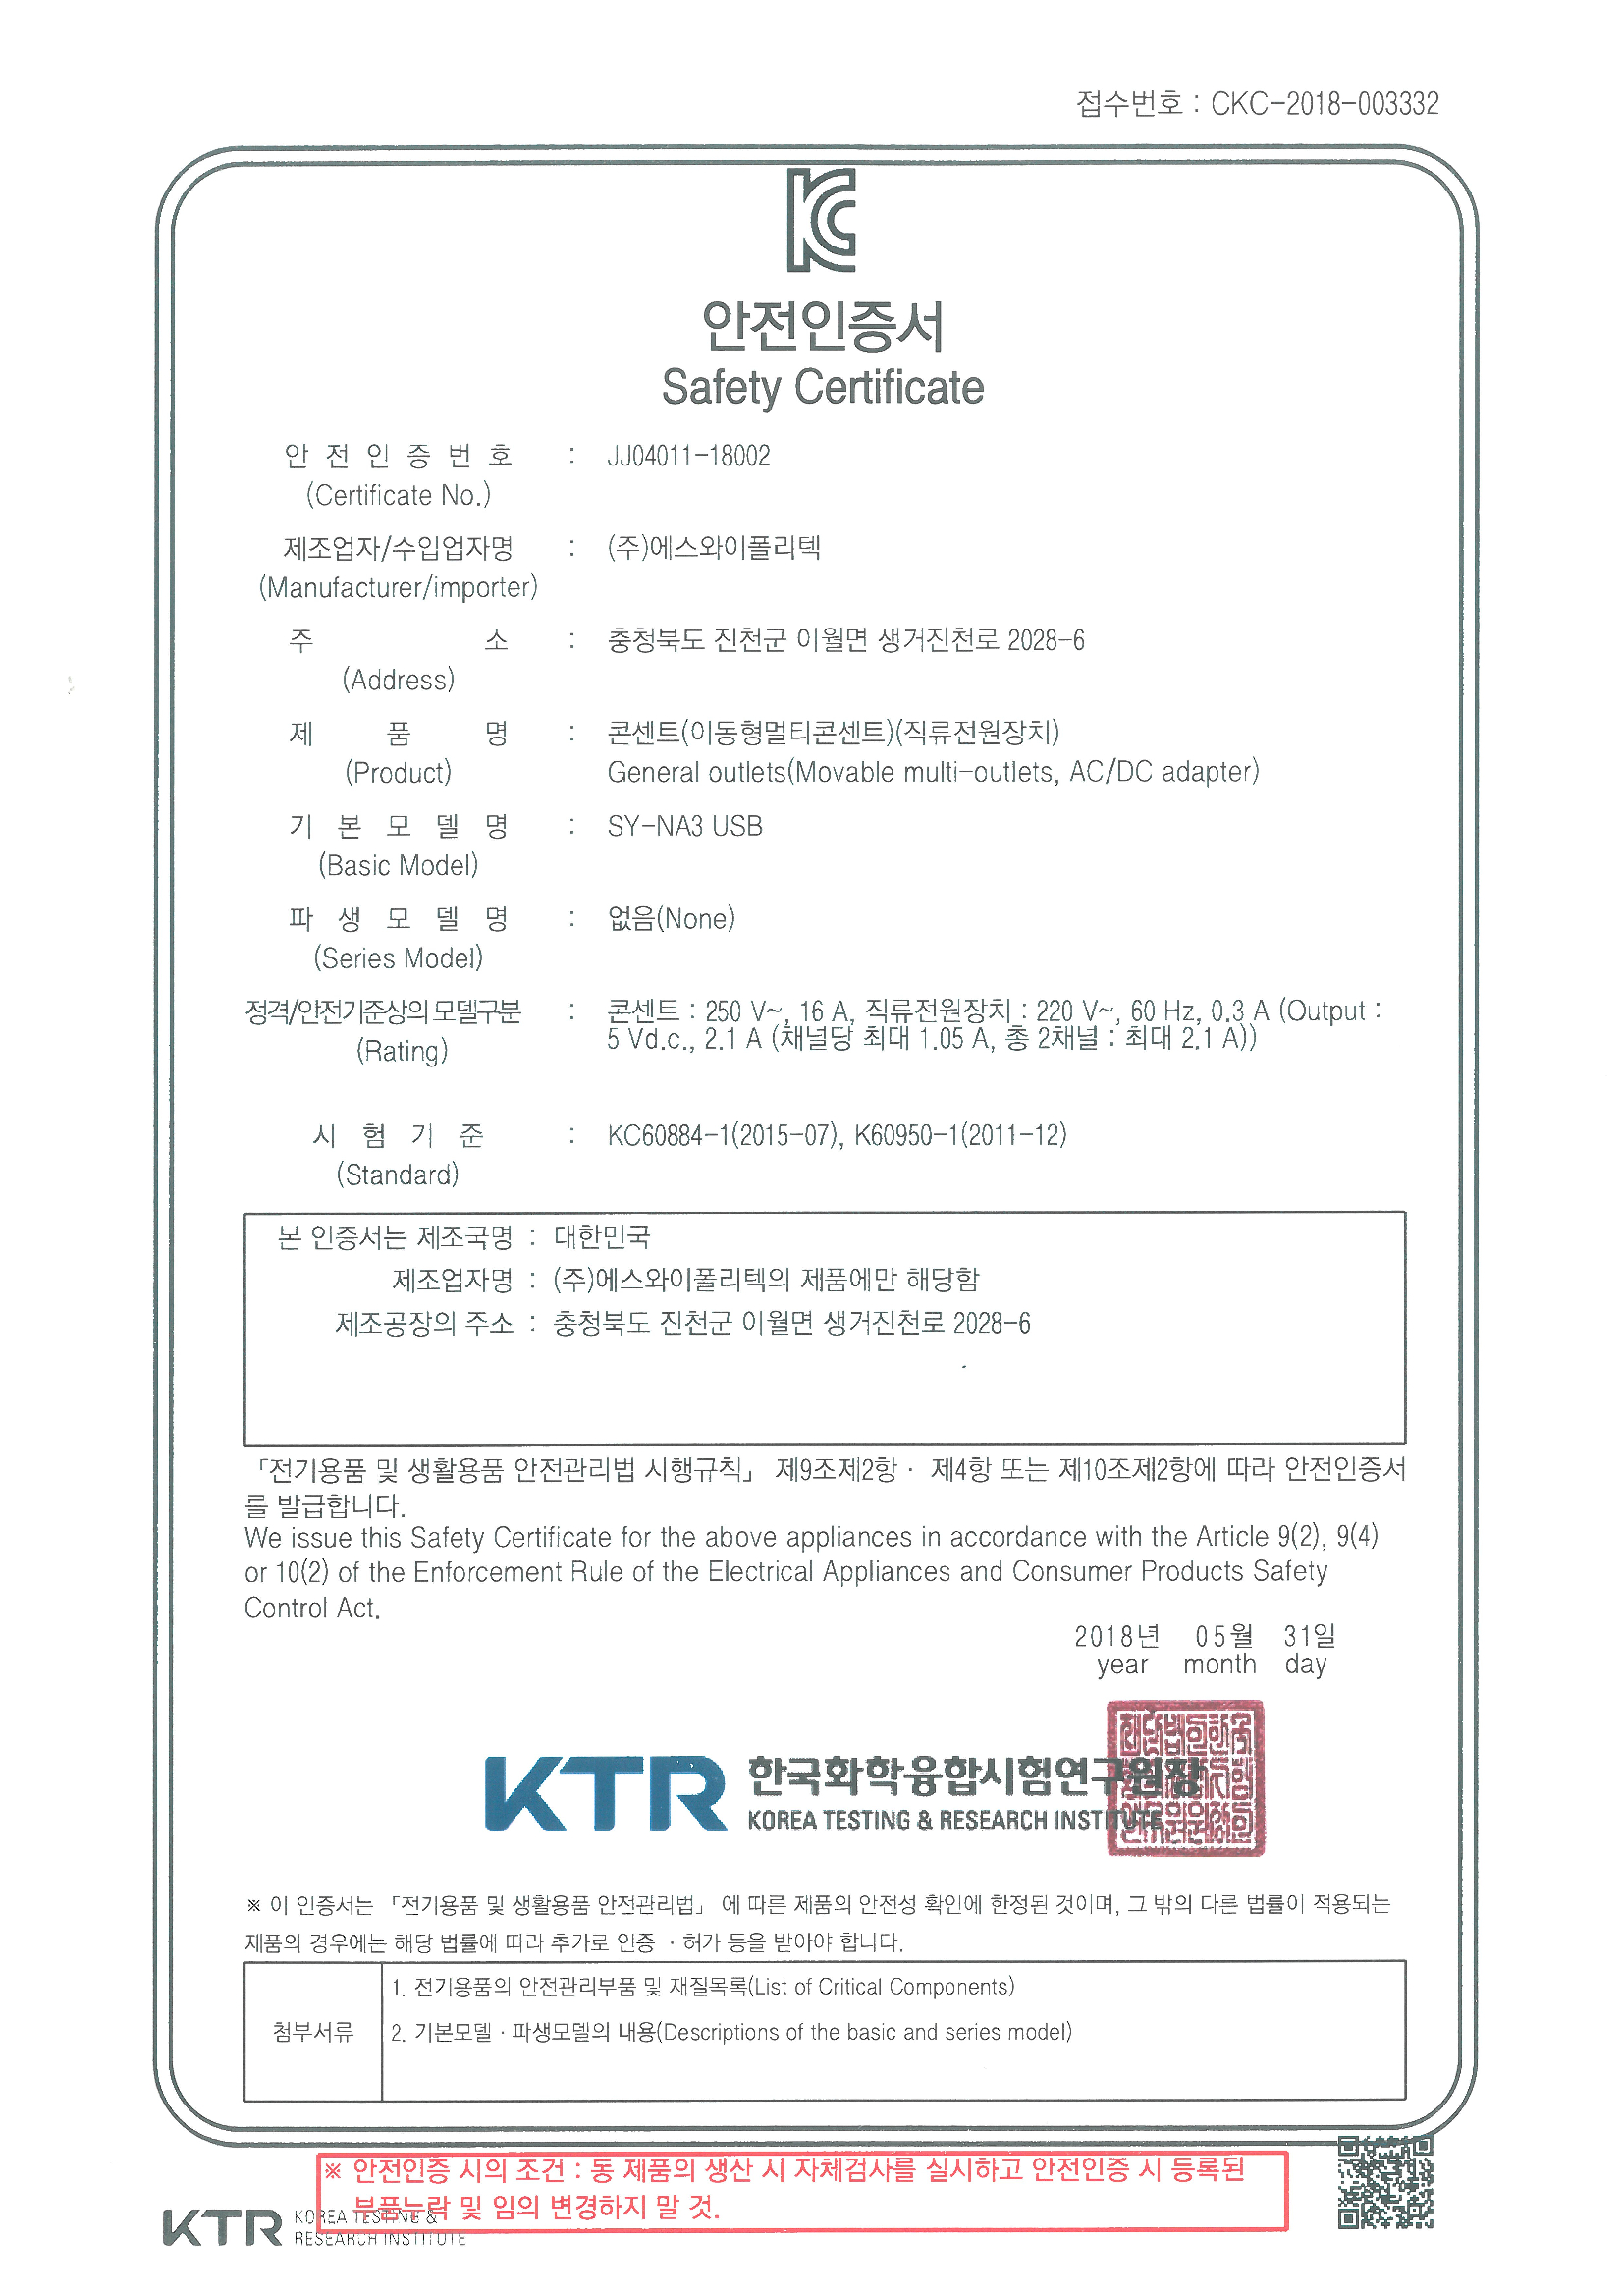 접수번호 : CKC-2018-003332
KC
안전인증서
Safety Certificate
안 전 인 증 번 호 : JJ04011-18002
(Certificate No.)
제조업자/수입업자명 : (주)에스와이폴리텍
(Manufacturer/importer)
주 소 : 충청북도 진천군 이월면 생거진천로 2028-6
(Address)
제 품 명 : 콘센트(이동형멀티콘센트)(직류전원장치)
(Product) General outlets(Movable multi-outlets, AC/DC adapter)
기 본 모 델 명 : SY-NA3 USB
(Basic Model)
파 생 모 델 명 : 없음(None)
(Series Model)
정격/안전기준상의 모델구분 : 콘센트 : 250 V~, 16 A, 직류전원장치 : 220 V~, 60 Hz, 0.3 A (Output :
5 Vd.c., 2.1 A (채널당 최대 1.05 A, 총 2채널 : 최대 2.1 A))
(Rating)
시 험 기 준 : KC60884-1(2015-07), K60950-1(2011-12)
(Standard)
본 인증서는 제조국명 : 대한민국
제조업자명 : (주)에스와이폴리텍의 제품에만 해당함
제조공장의 주소 : 충청북도 진천군 이월면 생거진천로 2028-6
「전기용품 및 생활용품 안전관리법 시행규칙」 제9조제2항 · 제4항 또는 제10조제2항에 따라 안전인증서
를 발급합니다.
We issue this Safety Certificate for the above appliances in accordance with the Article 9(2), 9(4)
or 10(2) of the Enforcement Rule of the Electrical Appliances and Consumer Products Safety
Control Act.
2018년 05월 31일
year month day
KTR 한국화학융합시험연구원장
KOREA TESTING & RESEARCH INSTITUTE
※ 이 인증서는 「전기용품 및 생활용품 안전관리법」 에 따른 제품의 안전성 확인에 한정된 것이며, 그 밖의 다른 법률이 적용되는
제품의 경우에는 해당 법률에 따라 추가로 인증 · 허가 등을 받아야 합니다.
첨부서류
1. 전기용품의 안전관리부품 및 재질목록(List of Critical Components)
2. 기본모델 · 파생모델의 내용(Descriptions of the basic and series model)
※ 안전인증 시의 조건 : 동 제품의 생산 시 자체검사를 실시하고 안전인증 시 등록된
부품누락 및 임의 변경하지 말 것.
KTR KOREA TESTING &
RESEARCH INSTITUTE